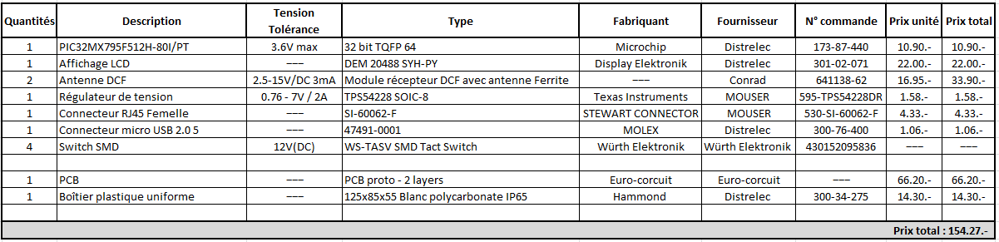 Quantités Description Tension Tolérance Type Fabriquant Fournisseur N° commande Prix unité Prix total
1 PIC32MX795F512H-80I/PT 3.6V max 32 bit TQFP 64 Microchip Distrelec 173-87-440 10.90.- 10.90.-
1 Affichage LCD --- DEM 20488 SYH-PY Display Elektronik Distrelec 301-02-071 22.00.- 22.00.-
2 Antenne DCF 2.5-15V/DC 3mA Module récepteur DCF avec antenne Ferrite --- Conrad 641138-62 16.95.- 33.90.-
1 Régulateur de tension 0.76 - 7V / 2A TPS54228 SOIC-8 Texas Instruments MOUSER 595-TPS54228DR 1.58.- 1.58.-
1 Connecteur RJ45 Femelle --- SI-60062-F STEWART CONNECTOR MOUSER 530-SI-60062-F 4.33.- 4.33.-
1 Connecteur micro USB 2.0 5 --- 47491-0001 MOLEX Distrelec 300-76-400 1.06.- 1.06.-
4 Switch SMD 12V(DC) WS-TASV SMD Tact Switch Würth Elektronik Würth Elektronik 430152095836 --- ---
1 PCB --- PCB proto - 2 layers Euro-corcuit Euro-corcuit --- 66.20.- 66.20.-
1 Boîtier plastique uniforme --- 125x85x55 Blanc polycarbonate IP65 Hammond Distrelec 300-34-275 14.30.- 14.30.-
Prix total : 154.27.-